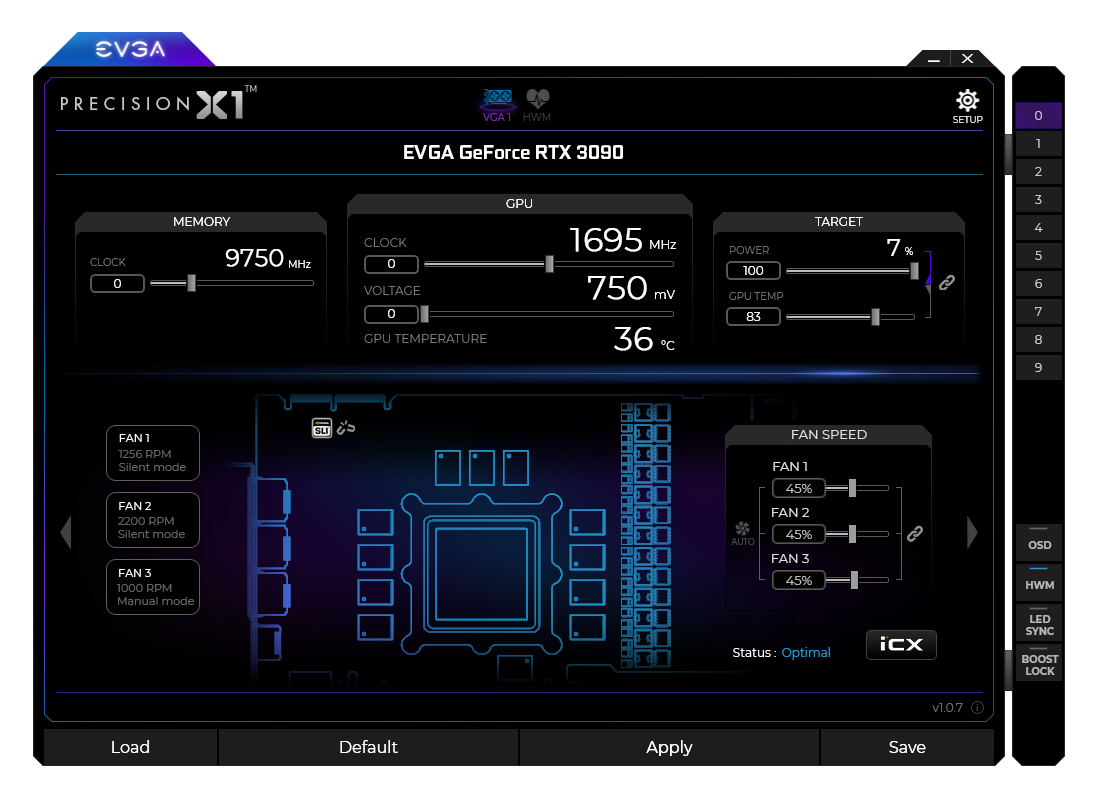 EVGA
PRECISION X1™
VGA 1
HWM
SETUP
EVGA GeForce RTX 3090
MEMORY
CLOCK
9750 MHz
0
GPU
CLOCK
1695 MHz
0
VOLTAGE
750 mV
0
GPU TEMPERATURE
36 °C
TARGET
POWER
7 %
100
GPU TEMP
83
SLI
FAN 1
1256 RPM
Silent mode
FAN 2
2200 RPM
Silent mode
FAN 3
1000 RPM
Manual mode
FAN SPEED
FAN 1
45%
FAN 2
45%
AUTO
FAN 3
45%
Status : Optimal
iCX
v1.0.7
Load
Default
Apply
Save
0
1
2
3
4
5
6
7
8
9
OSD
HWM
LED
SYNC
BOOST
LOCK